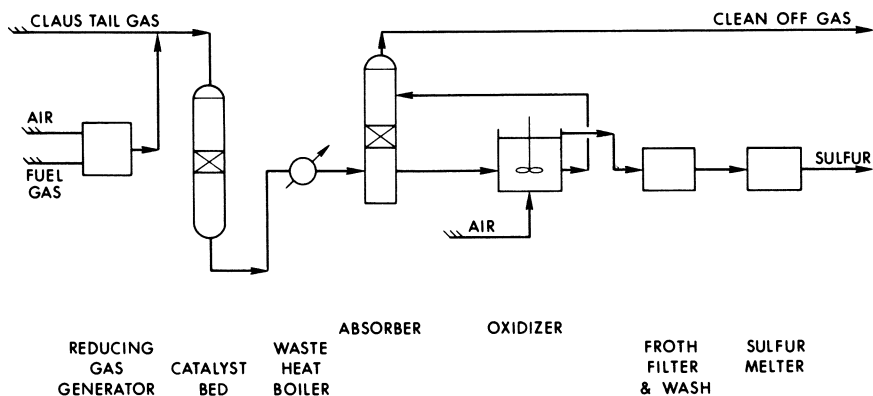 CLAUS TAIL GAS
CLEAN OFF GAS
AIR
FUEL
GAS
SULFUR
AIR
ABSORBER
OXIDIZER
REDUCING
GAS
GENERATOR
CATALYST
BED
WASTE
HEAT
BOILER
FROTH
FILTER
& WASH
SULFUR
MELTER